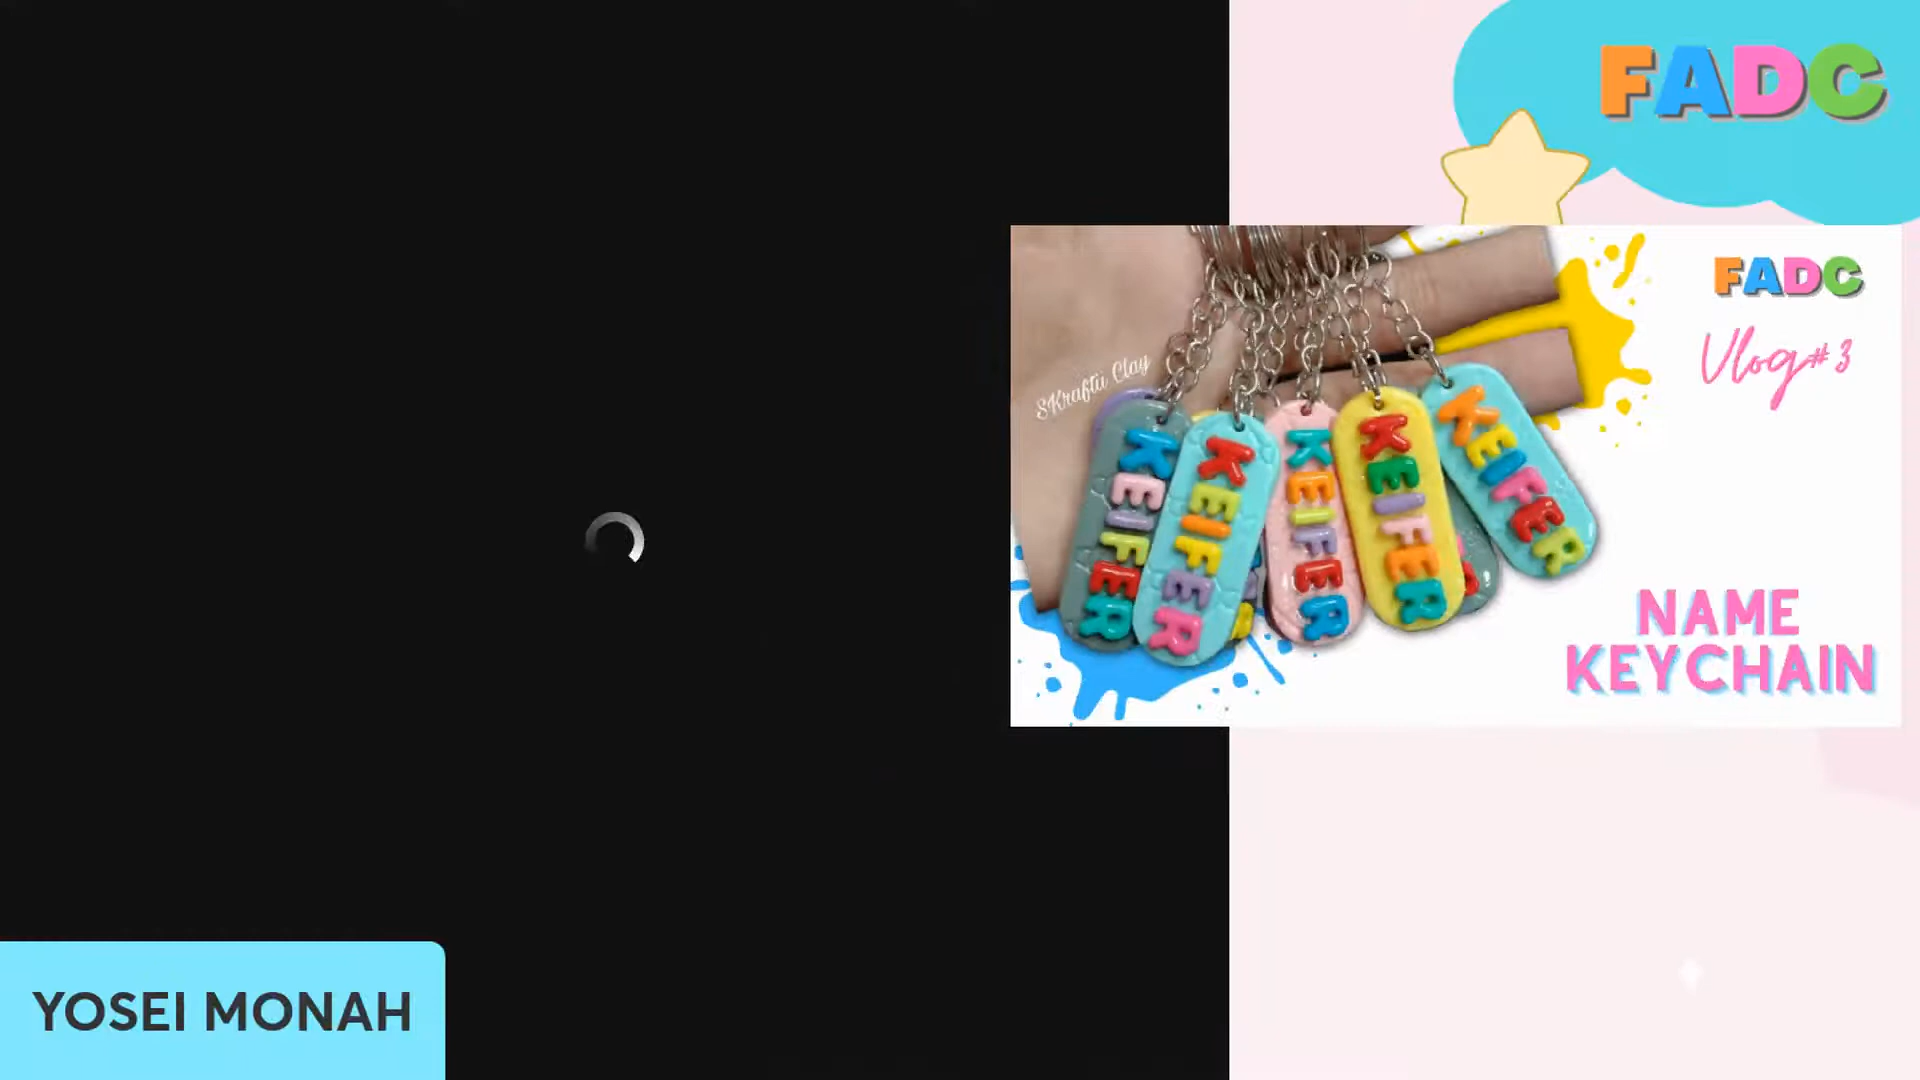 FADC
FADC
Vlog#3
SKraftii Clay
KEIFER
KEIFER
KEIFER
KEIFER
KEIFER
NAME
KEYCHAIN
YOSEI MONAH